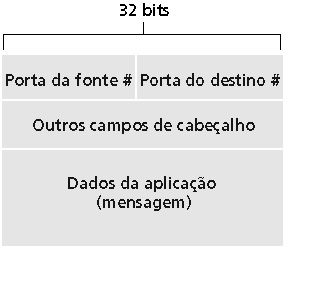 32 bits
Porta da fonte # Porta do destino #
Outros campos de cabeçalho
Dados da aplicação
(mensagem)